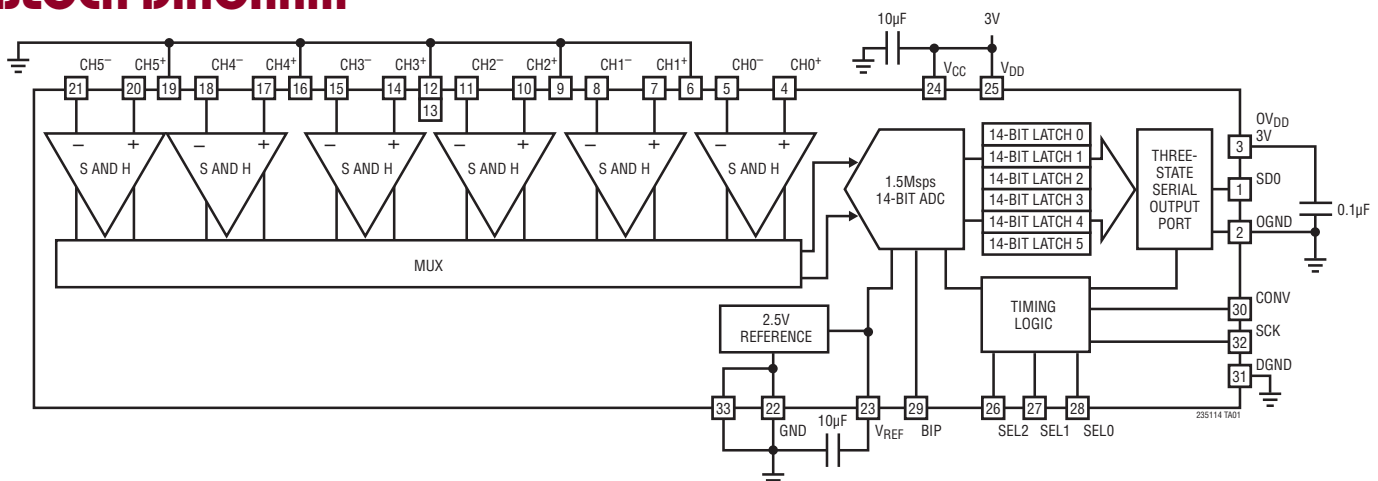 BLOCK DIAGRAM
10µF 3V
CH5– CH5+ CH4– CH4+ CH3– CH3+ CH2– CH2+ CH1– CH1+ CH0– CH0+ VCC VDD
21 20 19 18 17 16 15 14 12 11 10 9 8 7 6 5 4 24 25
13
– + – + – + – + – + – +
S AND H S AND H S AND H S AND H S AND H S AND H
MUX
1.5Msps
14-BIT ADC
14-BIT LATCH 0
14-BIT LATCH 1
14-BIT LATCH 2
14-BIT LATCH 3
14-BIT LATCH 4
14-BIT LATCH 5
THREE-
STATE
SERIAL
OUTPUT
PORT
OVDD
3V
3
SD0
1
0.1µF
OGND
2
2.5V
REFERENCE
TIMING
LOGIC
CONV
30
SCK
32
DGND
31
33 22 23 29 26 27 28
GND 10µF VREF BIP SEL2 SEL1 SEL0
235114 TA01